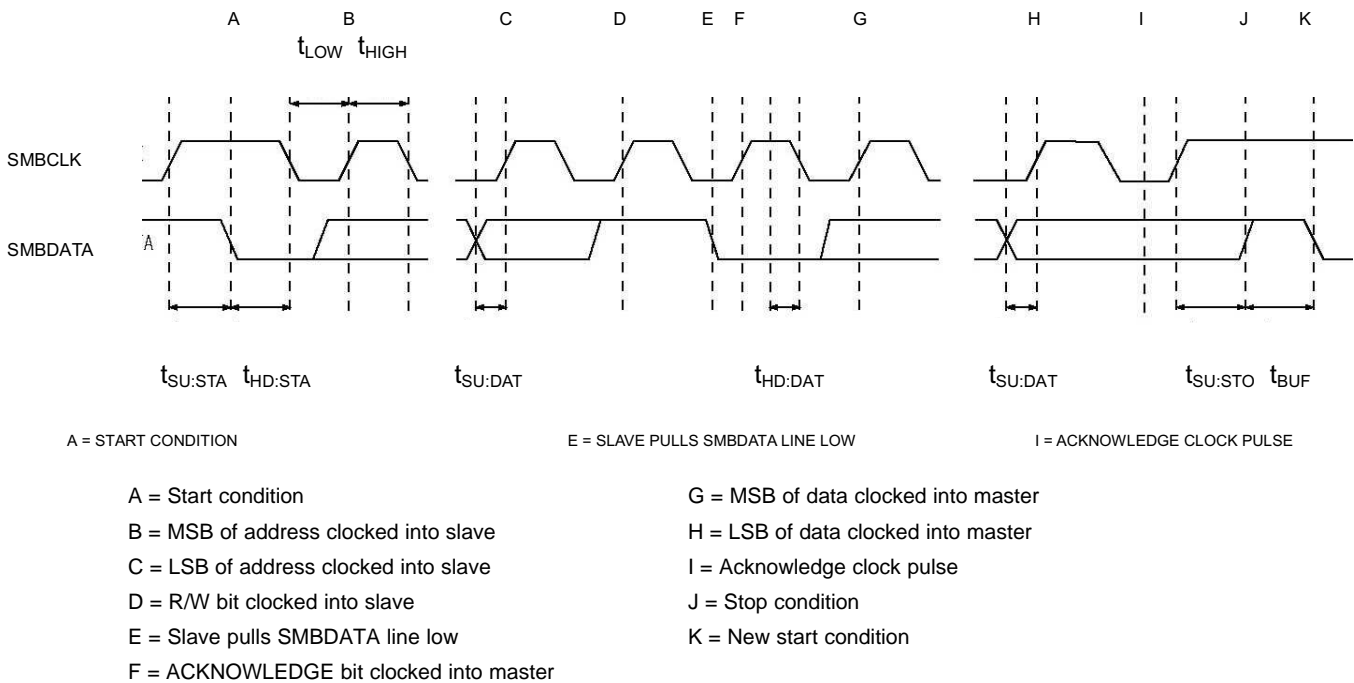 A B C D E F G H I J K
tLOW tHIGH
SMBCLK
SMBDATA
A
tSU:STA tHD:STA tSU:DAT tHD:DAT tSU:DAT tSU:STO tBUF
A = START CONDITION E = SLAVE PULLS SMBDATA LINE LOW I = ACKNOWLEDGE CLOCK PULSE
A = Start condition
B = MSB of address clocked into slave
C = LSB of address clocked into slave
D = R/W bit clocked into slave
E = Slave pulls SMBDATA line low
F = ACKNOWLEDGE bit clocked into master
G = MSB of data clocked into master
H = LSB of data clocked into master
I = Acknowledge clock pulse
J = Stop condition
K = New start condition